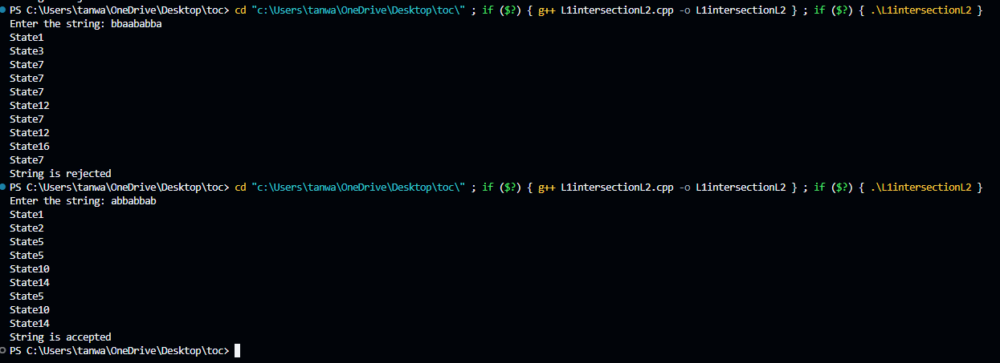 PS C:\Users\tanwa\OneDrive\Desktop\toc> cd "c:\Users\tanwa\OneDrive\Desktop\toc\" ; if ($?) { g++ L1intersectionL2.cpp -o L1intersectionL2 } ; if ($?) { .\L1intersectionL2 }
Enter the string: bbaababba
State1
State3
State7
State7
State7
State12
State7
State12
State16
State7
String is rejected
PS C:\Users\tanwa\OneDrive\Desktop\toc> cd "c:\Users\tanwa\OneDrive\Desktop\toc\" ; if ($?) { g++ L1intersectionL2.cpp -o L1intersectionL2 } ; if ($?) { .\L1intersectionL2 }
Enter the string: abbabbab
State1
State2
State5
State5
State10
State14
State5
State10
State14
String is accepted
PS C:\Users\tanwa\OneDrive\Desktop\toc>